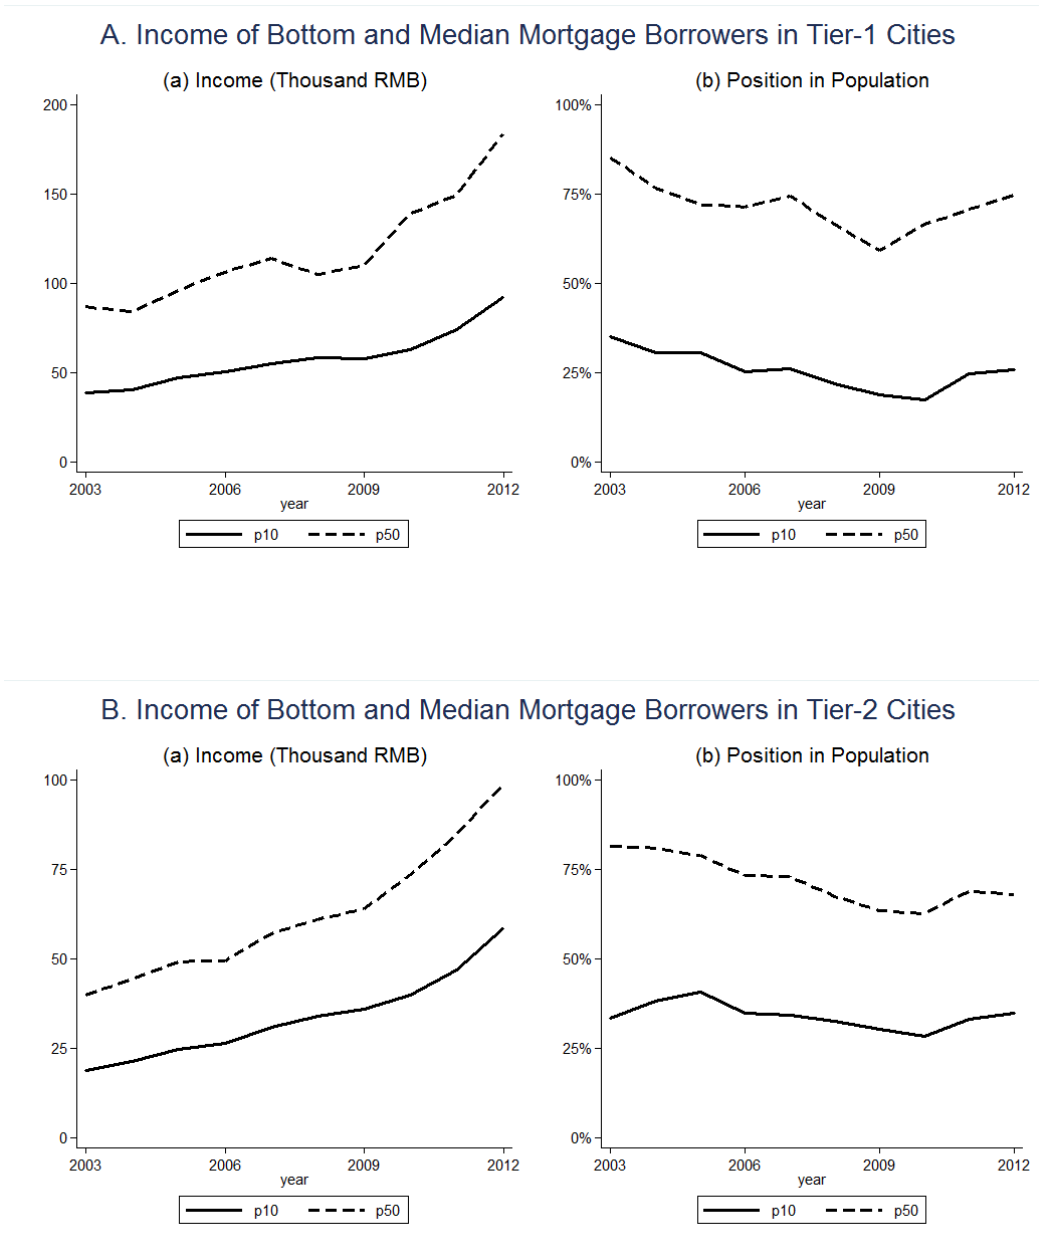 A. Income of Bottom and Median Mortgage Borrowers in Tier-1 Cities
(a) Income (Thousand RMB)
200
150
100
50
0
2003 2006 2009 2012
year
p10 p50
(b) Position in Population
100%
75%
50%
25%
0%
2003 2006 2009 2012
year
p10 p50
B. Income of Bottom and Median Mortgage Borrowers in Tier-2 Cities
(a) Income (Thousand RMB)
100
75
50
25
0
2003 2006 2009 2012
year
p10 p50
(b) Position in Population
100%
75%
50%
25%
0%
2003 2006 2009 2012
year
p10 p50